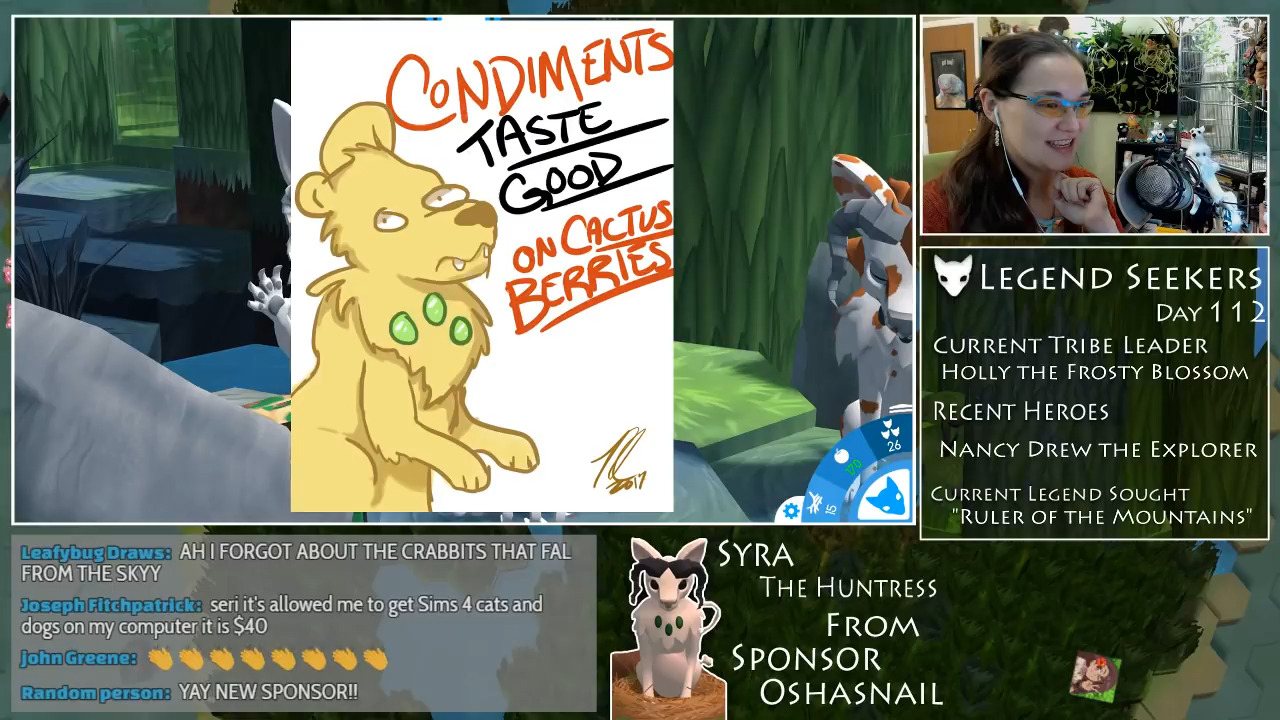 CONDIMENTS
TASTE
GOOD
ON CACTUS
BERRIES
2017
26
170
15
LEGEND SEEKERS
DAY 112
CURRENT TRIBE LEADER
HOLLY THE FROSTY BLOSSOM
RECENT HEROES
NANCY DREW THE EXPLORER
CURRENT LEGEND SOUGHT
"RULER OF THE MOUNTAINS"
Leafybug Draws: AH I FORGOT ABOUT THE CRABBITS THAT FAL
FROM THE SKYY
Joseph Fitchpatrick: seri it's allowed me to get Sims 4 cats and
dogs on my computer it is $40
john Greene: 👏👏👏👏👏👏👏👏
Random person: YAY NEW SPONSOR!!
SYRA
THE HUNTRESS
FROM
SPONSOR
OSHASNAIL